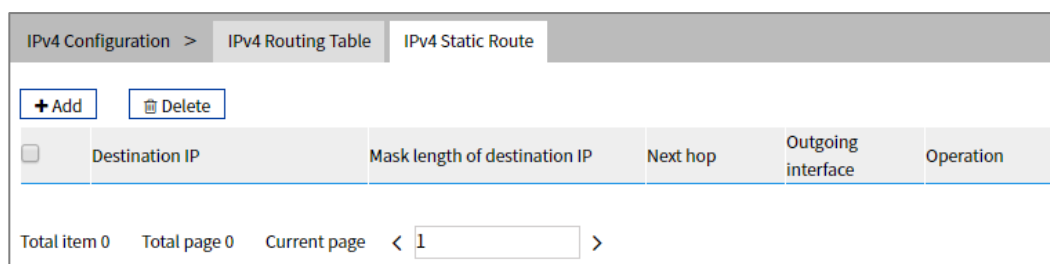 IPv4 Configuration > IPv4 Routing Table IPv4 Static Route
+ Add Delete
Destination IP Mask length of destination IP Next hop Outgoing interface Operation
Total item 0 Total page 0 Current page < 1 >